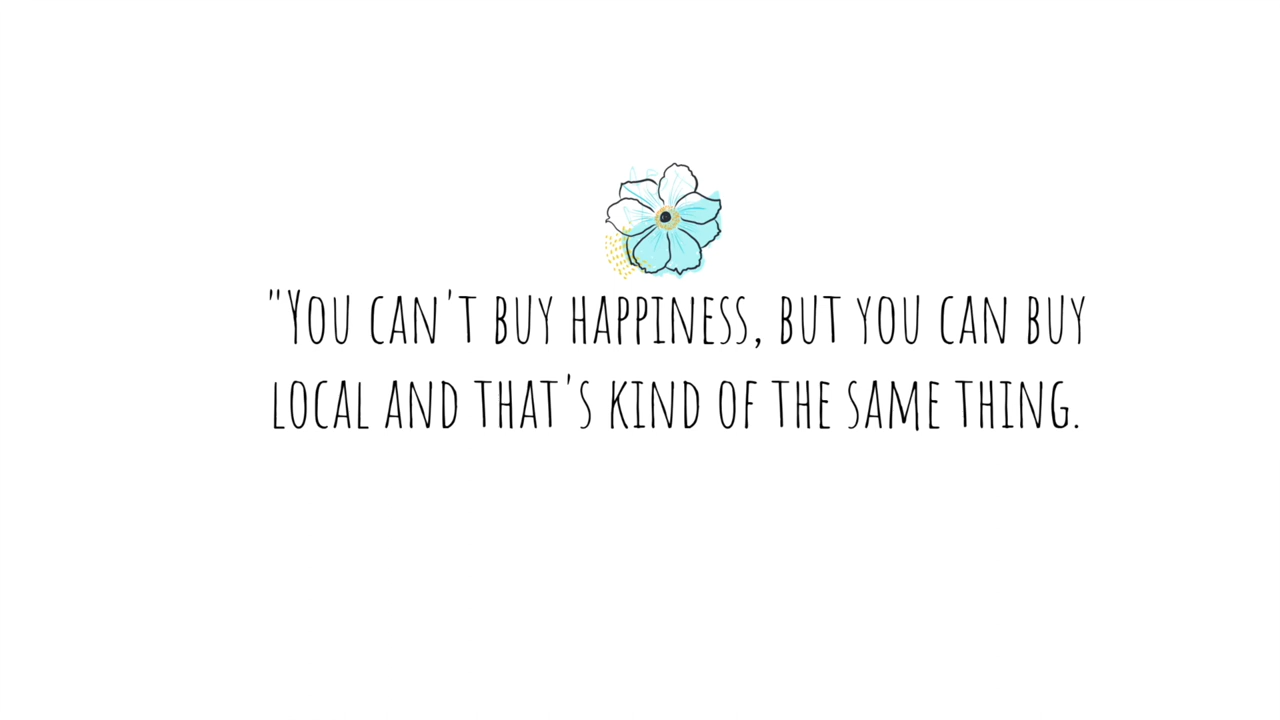 "You can't buy happiness, but you can buy
local and that's kind of the same thing.